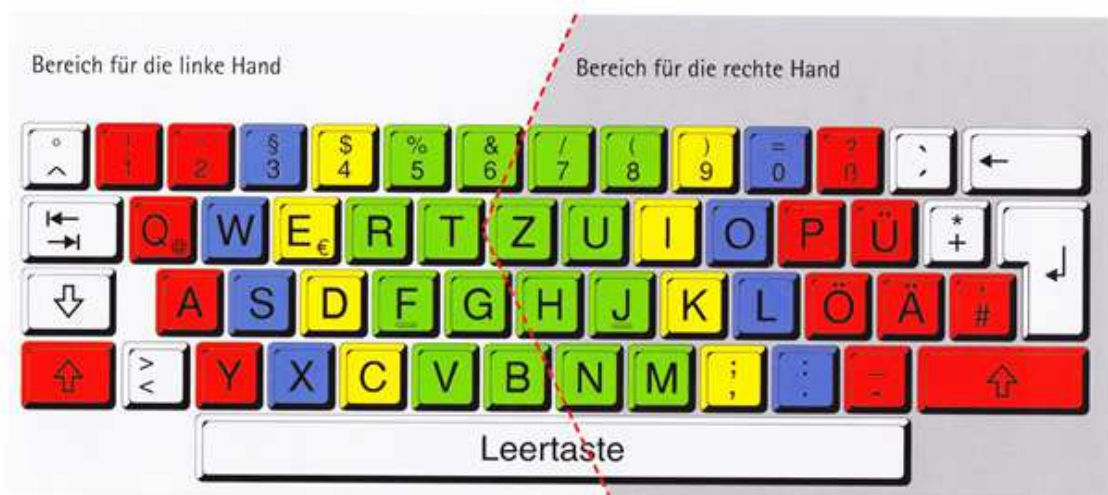 Bereich für die linke Hand
Bereich für die rechte Hand
° ! " § $ % & / ( ) = ? `
^ 1 2 3 4 5 6 7 8 9 0 ß ´
Q @ W E € R T Z U I O P Ü * +
A S D F G H J K L Ö Ä ' #
> < Y X C V B N M ; , : . _ -
Leertaste